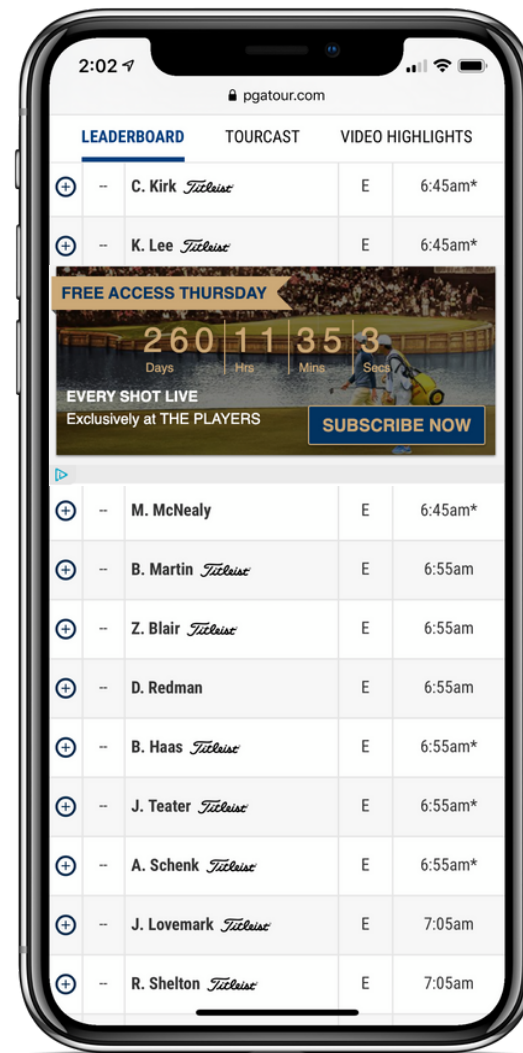 2:02
pgatour.com
LEADERBOARD TOURCAST VIDEO HIGHLIGHTS
-- C. Kirk Titleist E 6:45am*
-- K. Lee Titleist E 6:45am*
FREE ACCESS THURSDAY
260 11 35 3
Days Hrs Mins Secs
EVERY SHOT LIVE
Exclusively at THE PLAYERS
SUBSCRIBE NOW
-- M. McNealy E 6:45am*
-- B. Martin Titleist E 6:55am
-- Z. Blair Titleist E 6:55am
-- D. Redman E 6:55am
-- B. Haas Titleist E 6:55am*
-- J. Teater Titleist E 6:55am*
-- A. Schenk Titleist E 6:55am*
-- J. Lovemark Titleist E 7:05am
-- R. Shelton Titleist E 7:05am